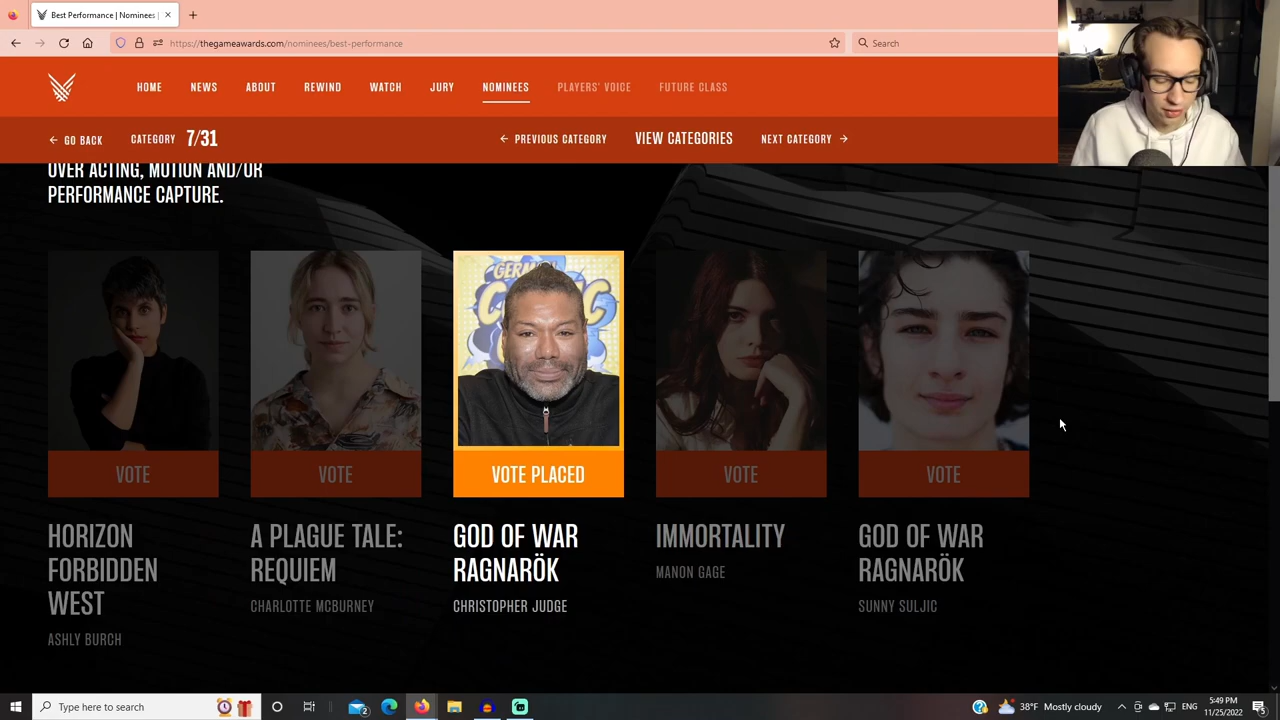 Best Performance | Nominees |
https://thegameawards.com/nominees/best-performance
Search
HOME NEWS ABOUT REWIND WATCH JURY NOMINEES PLAYERS' VOICE FUTURE CLASS
GO BACK CATEGORY 7/31 PREVIOUS CATEGORY VIEW CATEGORIES NEXT CATEGORY
OVER ACTING, MOTION AND/OR
PERFORMANCE CAPTURE.
VOTE VOTE VOTE PLACED VOTE VOTE
HORIZON
FORBIDDEN
WEST
ASHLY BURCH
A PLAGUE TALE:
REQUIEM
CHARLOTTE MCBURNEY
GOD OF WAR
RAGNARÖK
CHRISTOPHER JUDGE
IMMORTALITY
MANON GAGE
GOD OF WAR
RAGNARÖK
SUNNY SULJIC
Type here to search
38°F Mostly cloudy
ENG
5:49 PM
11/25/2022